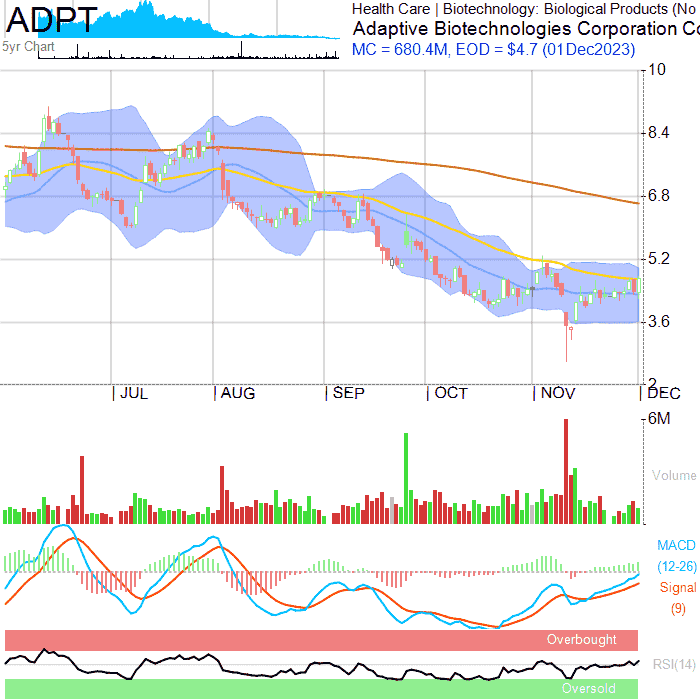 ADPT
5yr Chart
Health Care | Biotechnology: Biological Products (No
Adaptive Biotechnologies Corporation Co
MC = 680.4M, EOD = $4.7 (01Dec2023)
10
8.4
6.8
5.2
3.6
2
JUL AUG SEP OCT NOV DEC
6M
Volume
MACD
(12-26)
Signal
(9)
Overbought
RSI(14)
Oversold